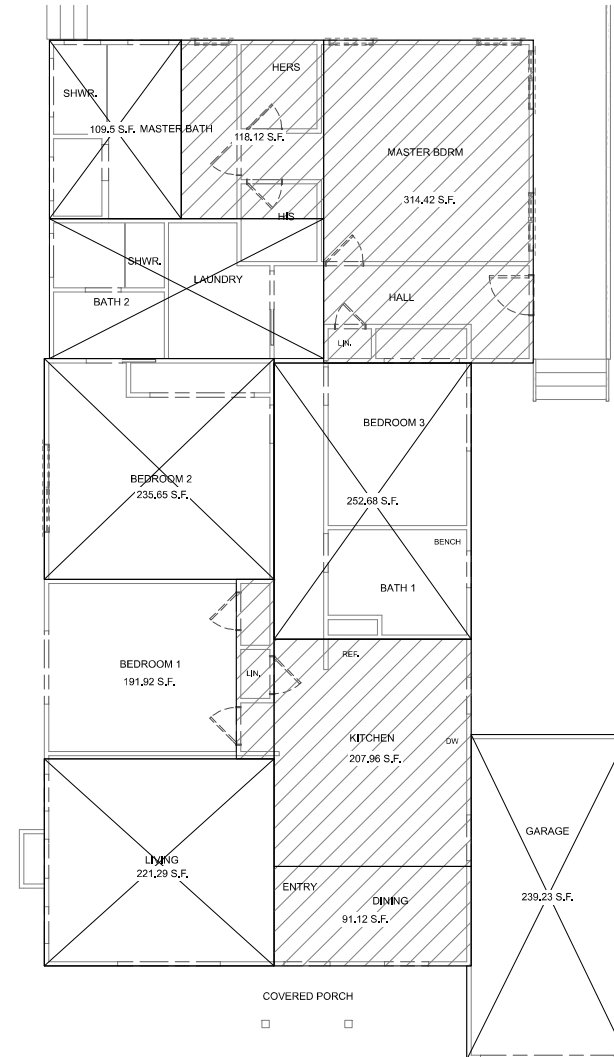 HERS
SHWR.
109.5 S.F. MASTER BATH
118.12 S.F.
MASTER BDRM
314.42 S.F.
HIS
SHWR.
LAUNDRY
BATH 2
HALL
LIN.
BEDROOM 3
BEDROOM 2
235.65 S.F.
252.68 S.F.
BENCH
BATH 1
BEDROOM 1
191.92 S.F.
LIN.
REF.
KITCHEN
207.96 S.F.
DW
GARAGE
239.23 S.F.
LIVING
221.29 S.F.
ENTRY
DINING
91.12 S.F.
COVERED PORCH